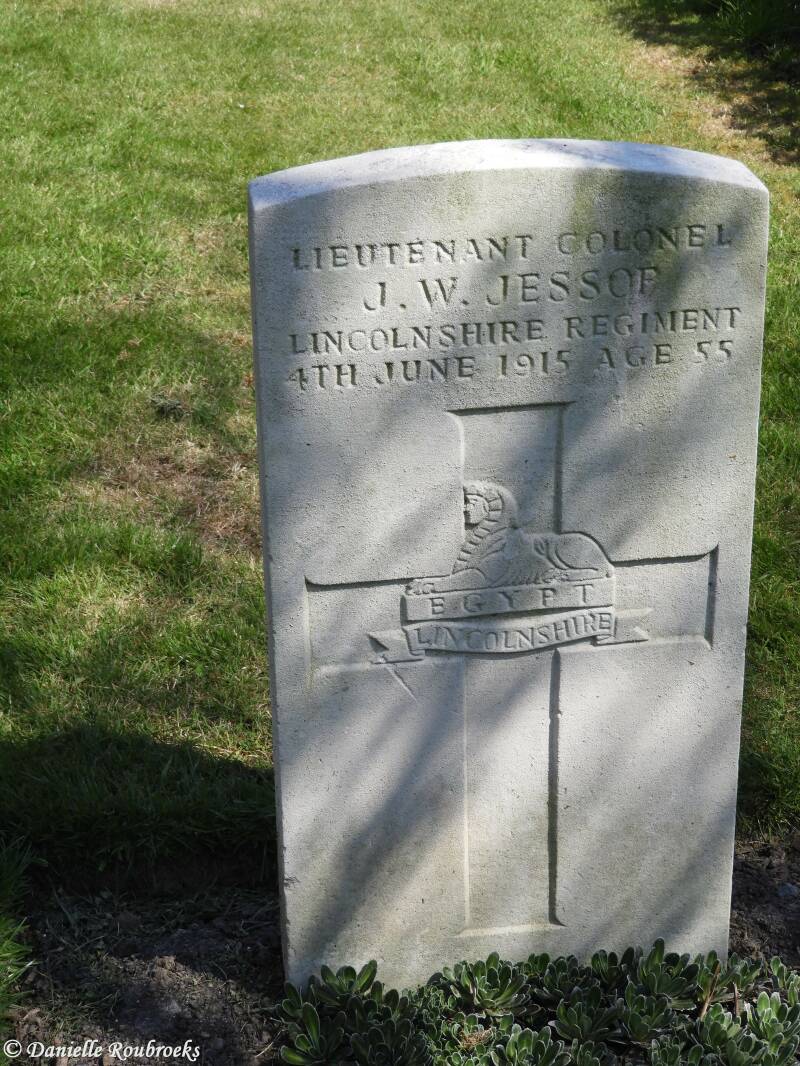 LIEUTENANT COLONEL
J. W. JESSOP
LINCOLNSHIRE REGIMENT
4TH JUNE 1915 AGE 55
EGYPT
LINCOLNSHIRE
© Danielle Roubroeks